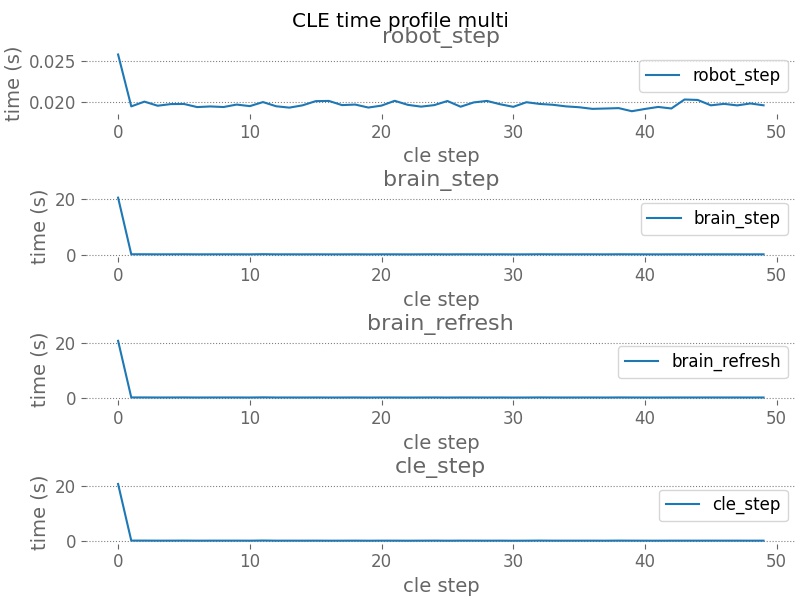 CLE time profile multi
robot_step
time (s)
0.025
0.020
robot_step
0 10 20 30 40 50
cle step
brain_step
time (s)
20
0
brain_step
0 10 20 30 40 50
cle step
brain_refresh
time (s)
20
0
brain_refresh
0 10 20 30 40 50
cle step
cle_step
time (s)
20
0
cle_step
0 10 20 30 40 50
cle step